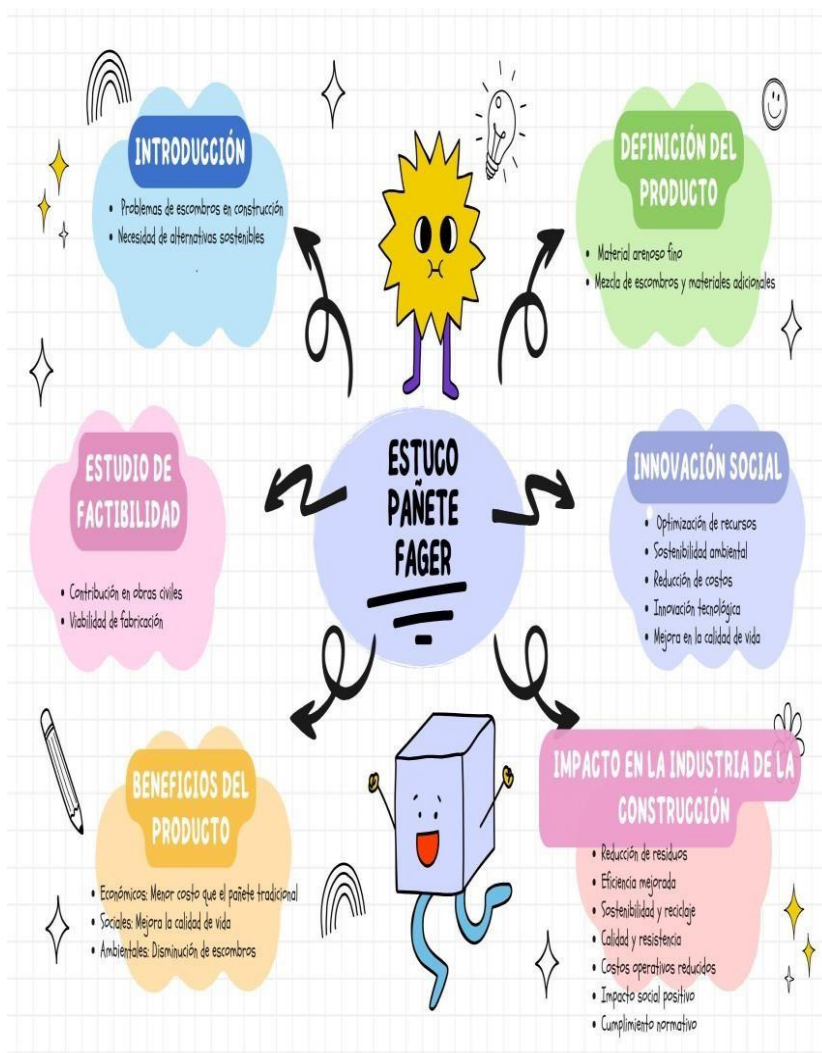 INTRODUCCIÓN
• Problemas de escombros en construcción
• Necesidad de alternativas sostenibles
DEFINICIÓN DEL
PRODUCTO
• Material arenoso fino
• Mezcla de escombros y materiales adicionales
ESTUCO
PAÑETE
FAGER
ESTUDIO DE
FACTIBILIDAD
• Contribución en obras civiles
• Viabilidad de fabricación
INNOVACIÓN SOCIAL
• Optimización de recursos
• Sostenibilidad ambiental
• Reducción de costos
• Innovación tecnológica
• Mejora en la calidad de vida
BENEFICIOS DEL
PRODUCTO
• Económicos: Menor costo que el pañete tradicional
• Sociales: Mejora la calidad de vida
• Ambientales: Disminución de escombros
IMPACTO EN LA INDUSTRIA DE LA
CONSTRUCCIÓN
• Reducción de residuos
• Eficiencia mejorada
• Sostenibilidad y reciclaje
• Calidad y resistencia
• Costos operativos reducidos
• Impacto social positivo
• Cumplimiento normativo